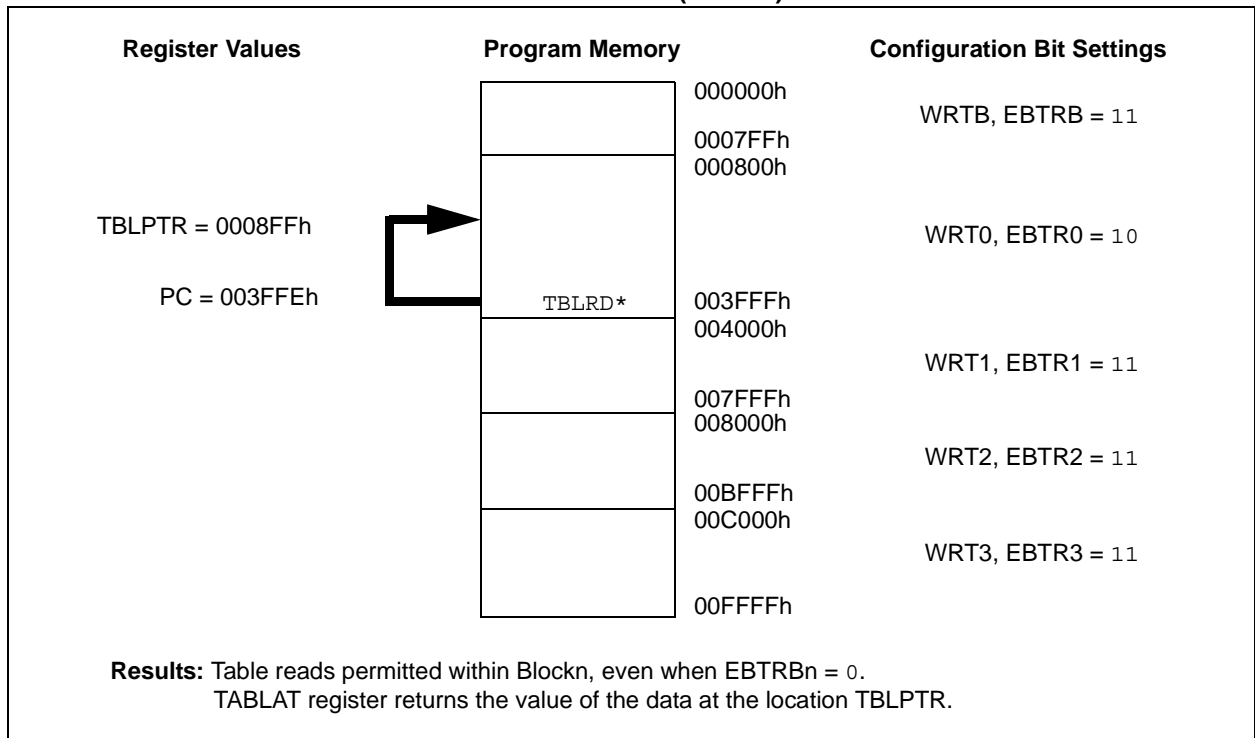 Register Values Program Memory Configuration Bit Settings
000000h
WRTB, EBTRB = 11
0007FFh
000800h
TBLPTR = 0008FFh
WRT0, EBTR0 = 10
PC = 003FFEh
TBLRD*
003FFFh
004000h
WRT1, EBTR1 = 11
007FFFh
008000h
WRT2, EBTR2 = 11
00BFFFh
00C000h
WRT3, EBTR3 = 11
00FFFFh
Results: Table reads permitted within Blockn, even when EBTRBn = 0.
TABLAT register returns the value of the data at the location TBLPTR.